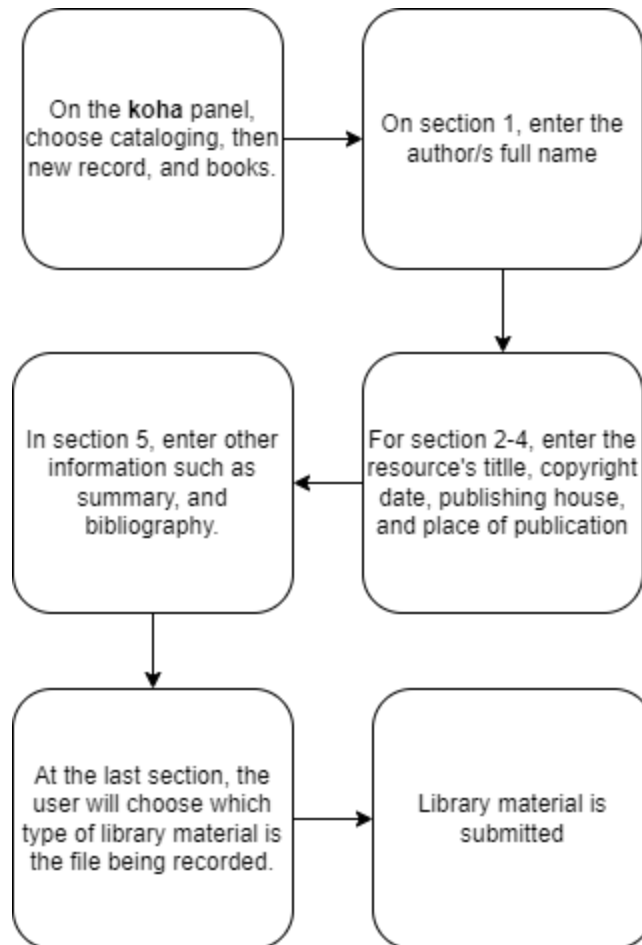 On the koha panel,
choose cataloging, then
new record, and books.
On section 1, enter the
author/s full name
For section 2-4, enter the
resource's titlle, copyright
date, publishing house,
and place of publication
In section 5, enter other
information such as
summary, and
bibliography.
At the last section, the
user will choose which
type of library material is
the file being recorded.
Library material is
submitted